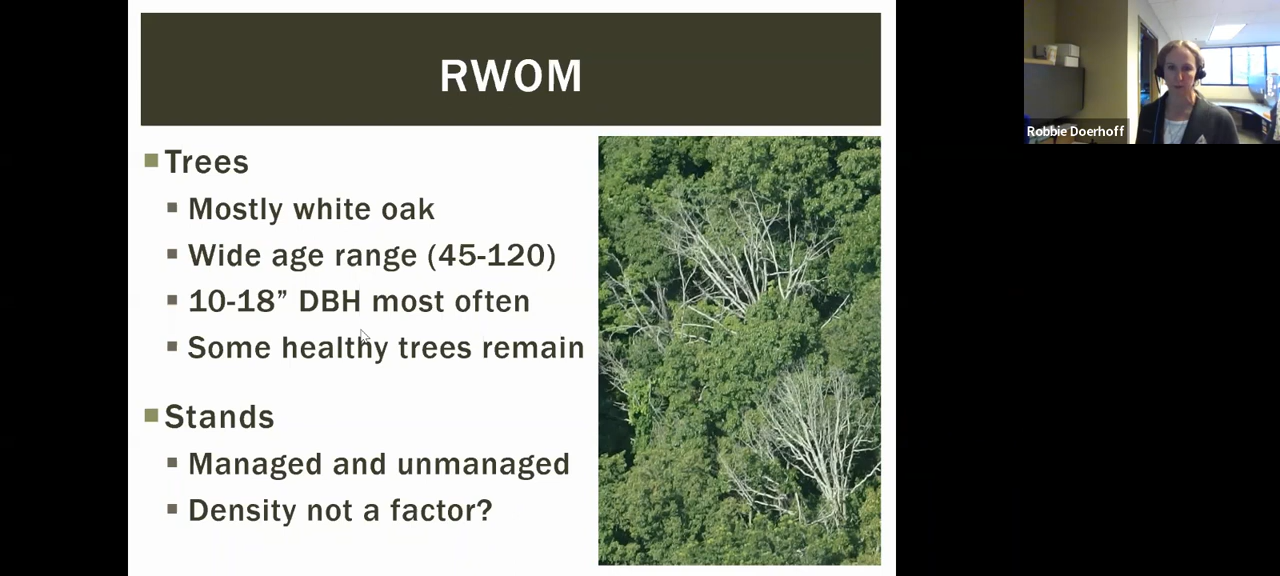 RWOM
Robbie Doerhoff
Trees
Mostly white oak
Wide age range (45-120)
10-18” DBH most often
Some healthy trees remain
Stands
Managed and unmanaged
Density not a factor?